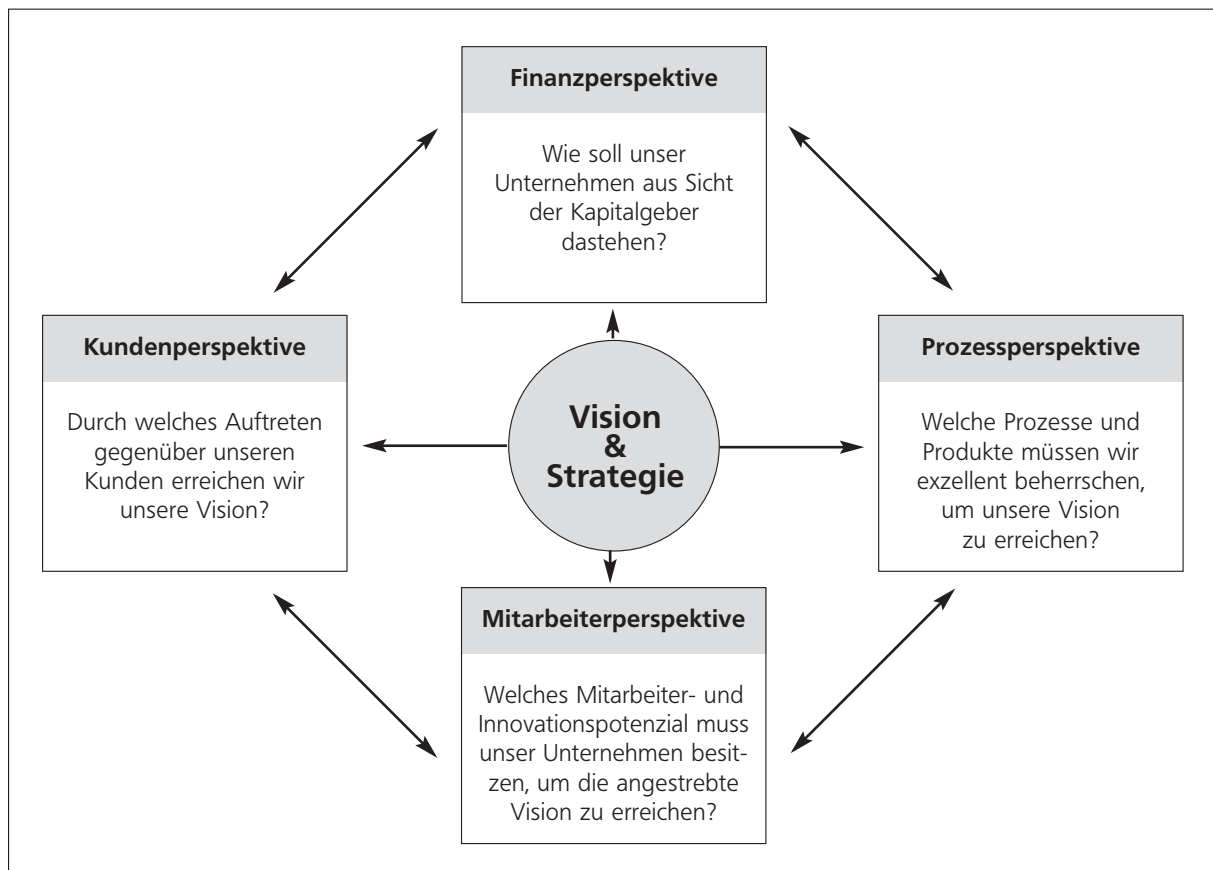 Finanzperspektive
Wie soll unser
Unternehmen aus Sicht
der Kapitalgeber
dastehen?
Kundenperspektive
Durch welches Auftreten
gegenüber unseren
Kunden erreichen wir
unsere Vision?
Vision
&
Strategie
Prozessperspektive
Welche Prozesse und
Produkte müssen wir
exzellent beherrschen,
um unsere Vision
zu erreichen?
Mitarbeiterperspektive
Welches Mitarbeiter- und
Innovationspotenzial muss
unser Unternehmen besit-
zen, um die angestrebte
Vision zu erreichen?